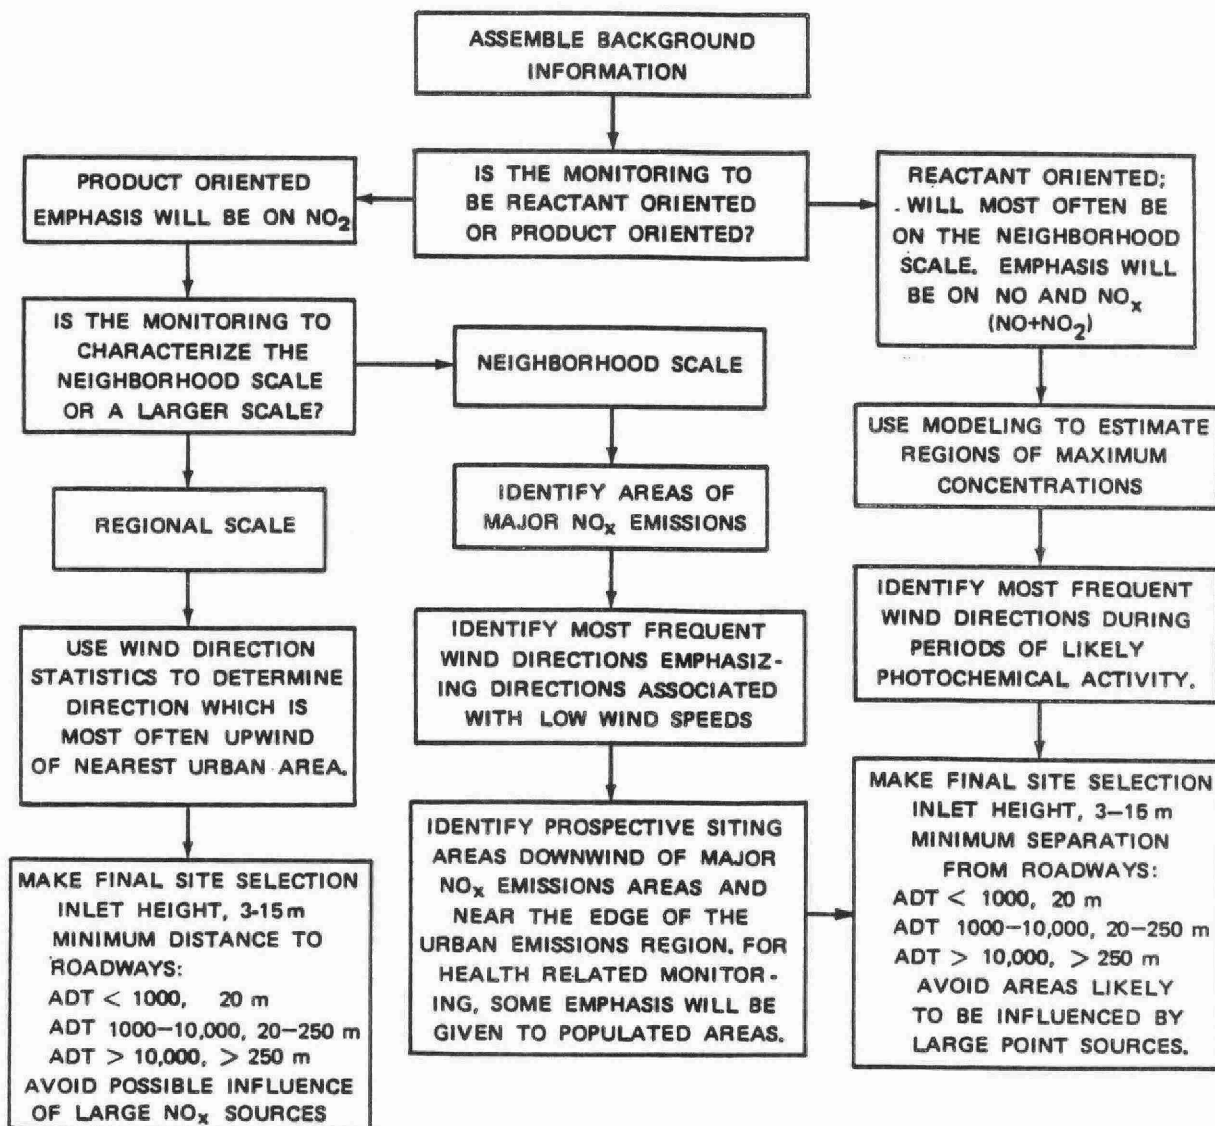 ASSEMBLE BACKGROUND
INFORMATION
IS THE MONITORING TO
BE REACTANT ORIENTED
OR PRODUCT ORIENTED?
PRODUCT ORIENTED
EMPHASIS WILL BE ON NO₂
IS THE MONITORING TO
CHARACTERIZE THE
NEIGHBORHOOD SCALE
OR A LARGER SCALE?
REGIONAL SCALE
USE WIND DIRECTION
STATISTICS TO DETERMINE
DIRECTION WHICH IS
MOST OFTEN UPWIND
OF NEAREST URBAN AREA.
MAKE FINAL SITE SELECTION
INLET HEIGHT, 3-15 m
MINIMUM DISTANCE TO
ROADWAYS:
ADT < 1000, 20 m
ADT 1000–10,000, 20–250 m
ADT > 10,000, > 250 m
AVOID POSSIBLE INFLUENCE
OF LARGE NOₓ SOURCES
NEIGHBORHOOD SCALE
IDENTIFY AREAS OF
MAJOR NOₓ EMISSIONS
IDENTIFY MOST FREQUENT
WIND DIRECTIONS EMPHASIZ-
ING DIRECTIONS ASSOCIATED
WITH LOW WIND SPEEDS
IDENTIFY PROSPECTIVE SITING
AREAS DOWNWIND OF MAJOR
NOₓ EMISSIONS AREAS AND
NEAR THE EDGE OF THE
URBAN EMISSIONS REGION. FOR
HEALTH RELATED MONITOR-
ING, SOME EMPHASIS WILL BE
GIVEN TO POPULATED AREAS.
REACTANT ORIENTED;
WILL MOST OFTEN BE
ON THE NEIGHBORHOOD
SCALE. EMPHASIS WILL
BE ON NO AND NOₓ
(NO+NO₂)
USE MODELING TO ESTIMATE
REGIONS OF MAXIMUM
CONCENTRATIONS
IDENTIFY MOST FREQUENT
WIND DIRECTIONS DURING
PERIODS OF LIKELY
PHOTOCHEMICAL ACTIVITY.
MAKE FINAL SITE SELECTION
INLET HEIGHT, 3–15 m
MINIMUM SEPARATION
FROM ROADWAYS:
ADT < 1000, 20 m
ADT 1000–10,000, 20–250 m
ADT > 10,000, > 250 m
AVOID AREAS LIKELY
TO BE INFLUENCED BY
LARGE POINT SOURCES.